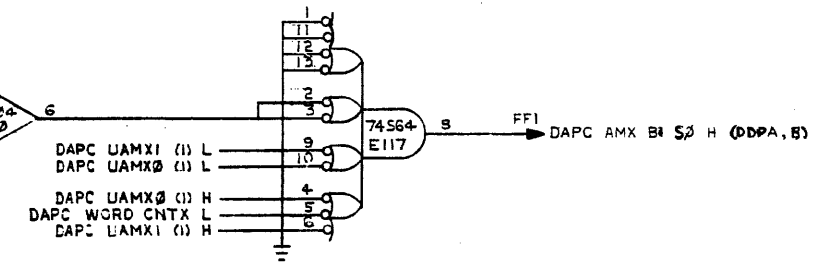 1
11
12
13
4
6
2
3
74S64
E117
8
FF1
DAPC AMX B1 SØ H (DDPA,B)
DAPC UAMX1 (1) L
9
DAPC UAMXØ (1) L
10
DAPC UAMXØ (1) H
4
DAPC WORD CNTX L
5
DAPC UAMX1 (1) H
6